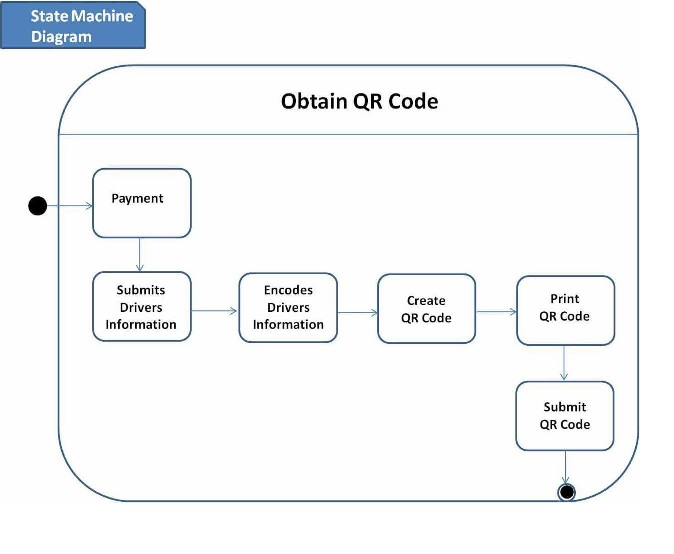 State Machine
Diagram
Obtain QR Code
Payment
Submits
Drivers
Information
Encodes
Drivers
Information
Create
QR Code
Print
QR Code
Submit
QR Code